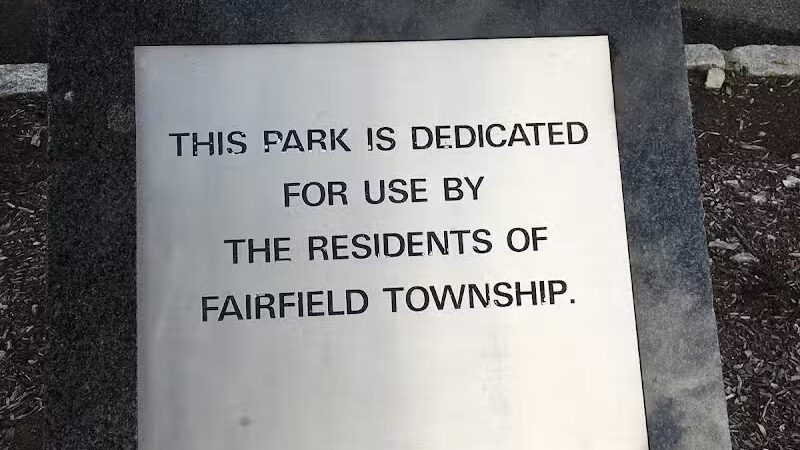 THIS PARK IS DEDICATED
FOR USE BY
THE RESIDENTS OF
FAIRFIELD TOWNSHIP.